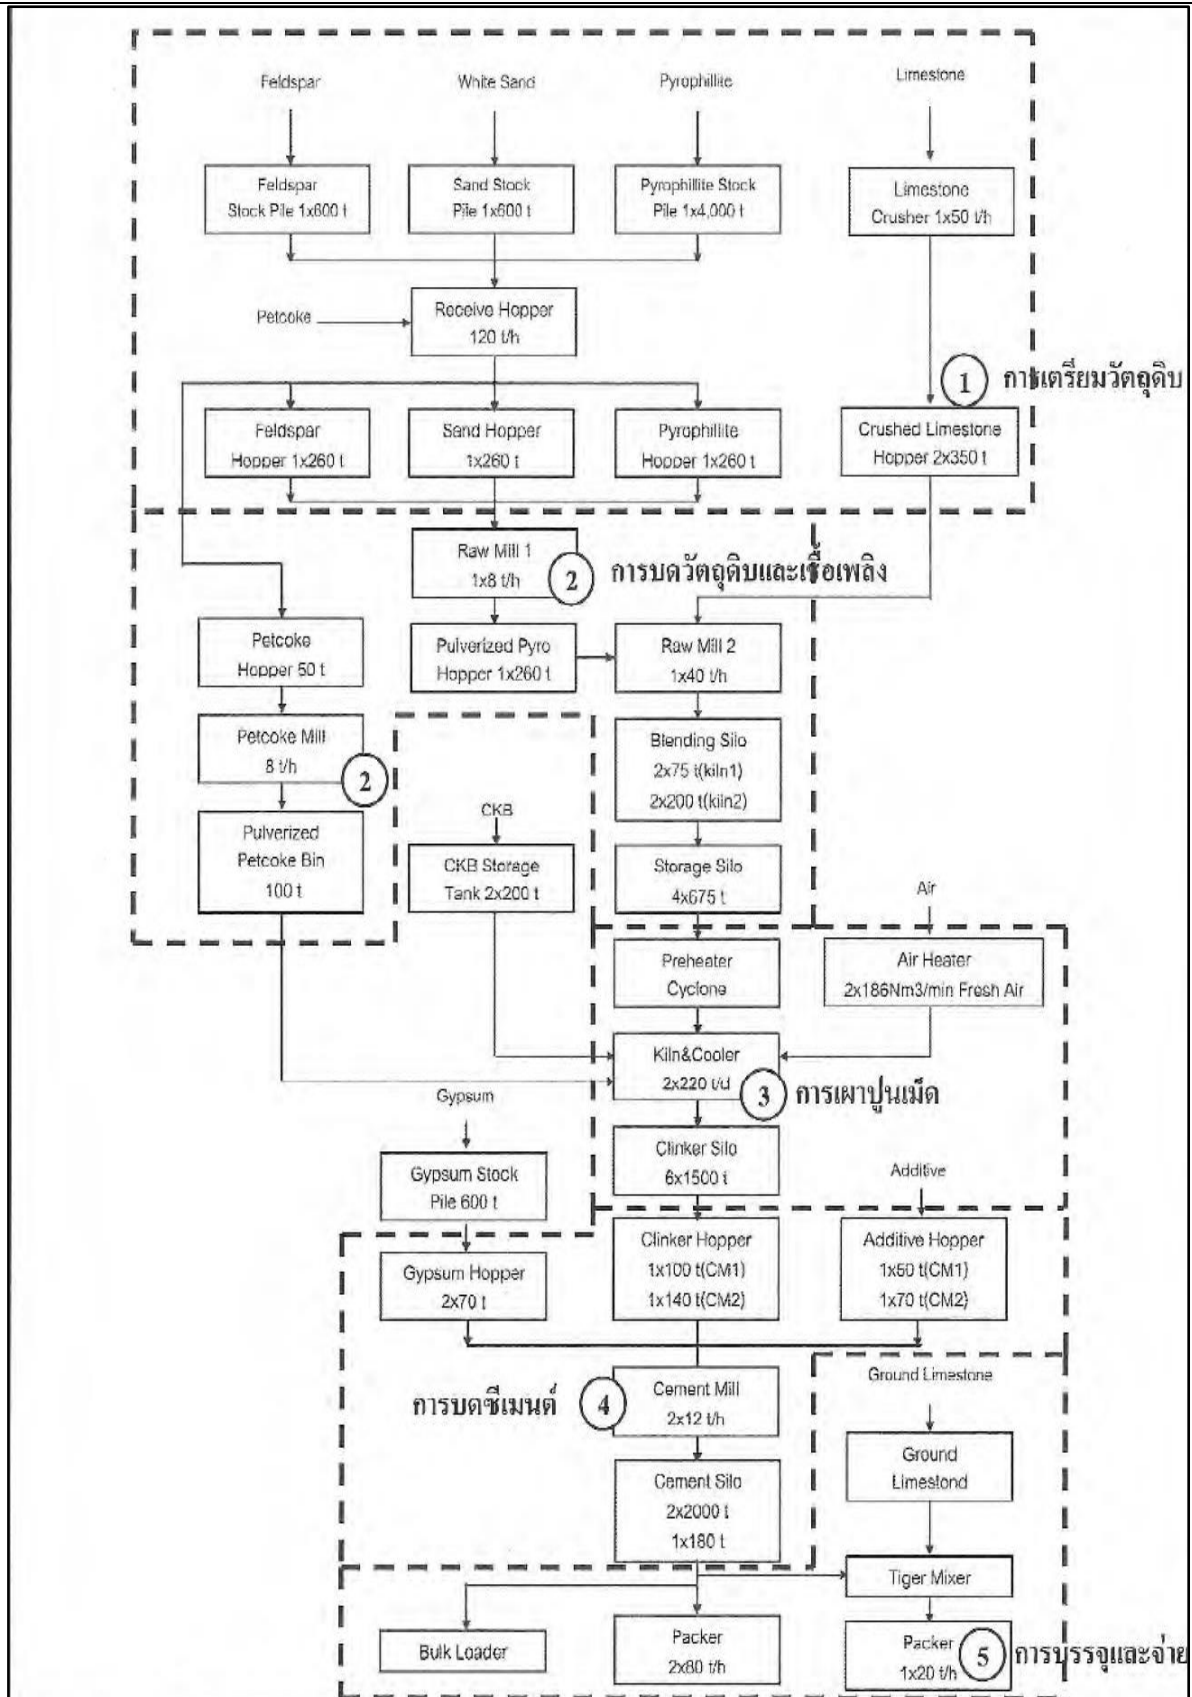 Feldspar
White Sand
Pyrophillite
Limestone
Feldspar
Stock Pile 1x600 t
Sand Stock
Pile 1x600 t
Pyrophillite Stock
Pile 1x4,000 t
Limestone
Crusher 1x50 t/h
Petcoke
Receive Hopper
120 t/h
1 การเตรียมวัตถุดิบ
Feldspar
Hopper 1x260 t
Sand Hopper
1x260 t
Pyrophillite
Hopper 1x260 t
Crushed Limestone
Hopper 2x350 t
Raw Mill 1
1x8 t/h
2 การบดวัตถุดิบและเชื้อเพลิง
Petcoke
Hopper 50 t
Pulverized Pyro
Hopper 1x260 t
Raw Mill 2
1x40 t/h
Petcoke Mill
8 t/h
2
Blending Silo
2x75 t(kiln1)
2x200 t(kiln2)
CKB
Pulverized
Petcoke Bin
100 t
CKB Storage
Tank 2x200 t
Storage Silo
4x675 t
Air
Preheater
Cyclone
Air Heater
2x186Nm3/min Fresh Air
Kiln&Cooler
2x220 t/d
3 การเผาปูนเม็ด
Gypsum
Gypsum Stock
Pile 600 t
Clinker Silo
6x1500 t
Additive
Gypsum Hopper
2x70 t
Clinker Hopper
1x100 t(CM1)
1x140 t(CM2)
Additive Hopper
1x50 t(CM1)
1x70 t(CM2)
การบดซีเมนต์ 4
Cement Mill
2x12 t/h
Ground Limestone
Ground
Limestond
Cement Silo
2x2000 t
1x180 t
Tiger Mixer
Bulk Loader
Packer
2x80 t/h
Packer
1x20 t/h
5 การบรรจุและจ่าย